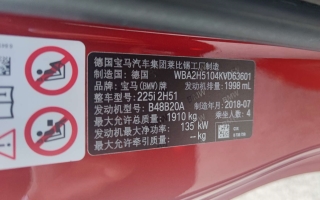 德国宝马汽车集团莱比锡工厂制造
制造国：德国 WBA2H5104KVD63601
品牌：宝马(BMW)牌 发动机排量：1998 mL
整车型号：225i 2H51
发动机型号：B48B20A 制造年月：2018-07
最大允许总质量：1910 kg 乘坐人数：4
发动机最大净功率：135 kW
最大允许牵引质量：-- kg